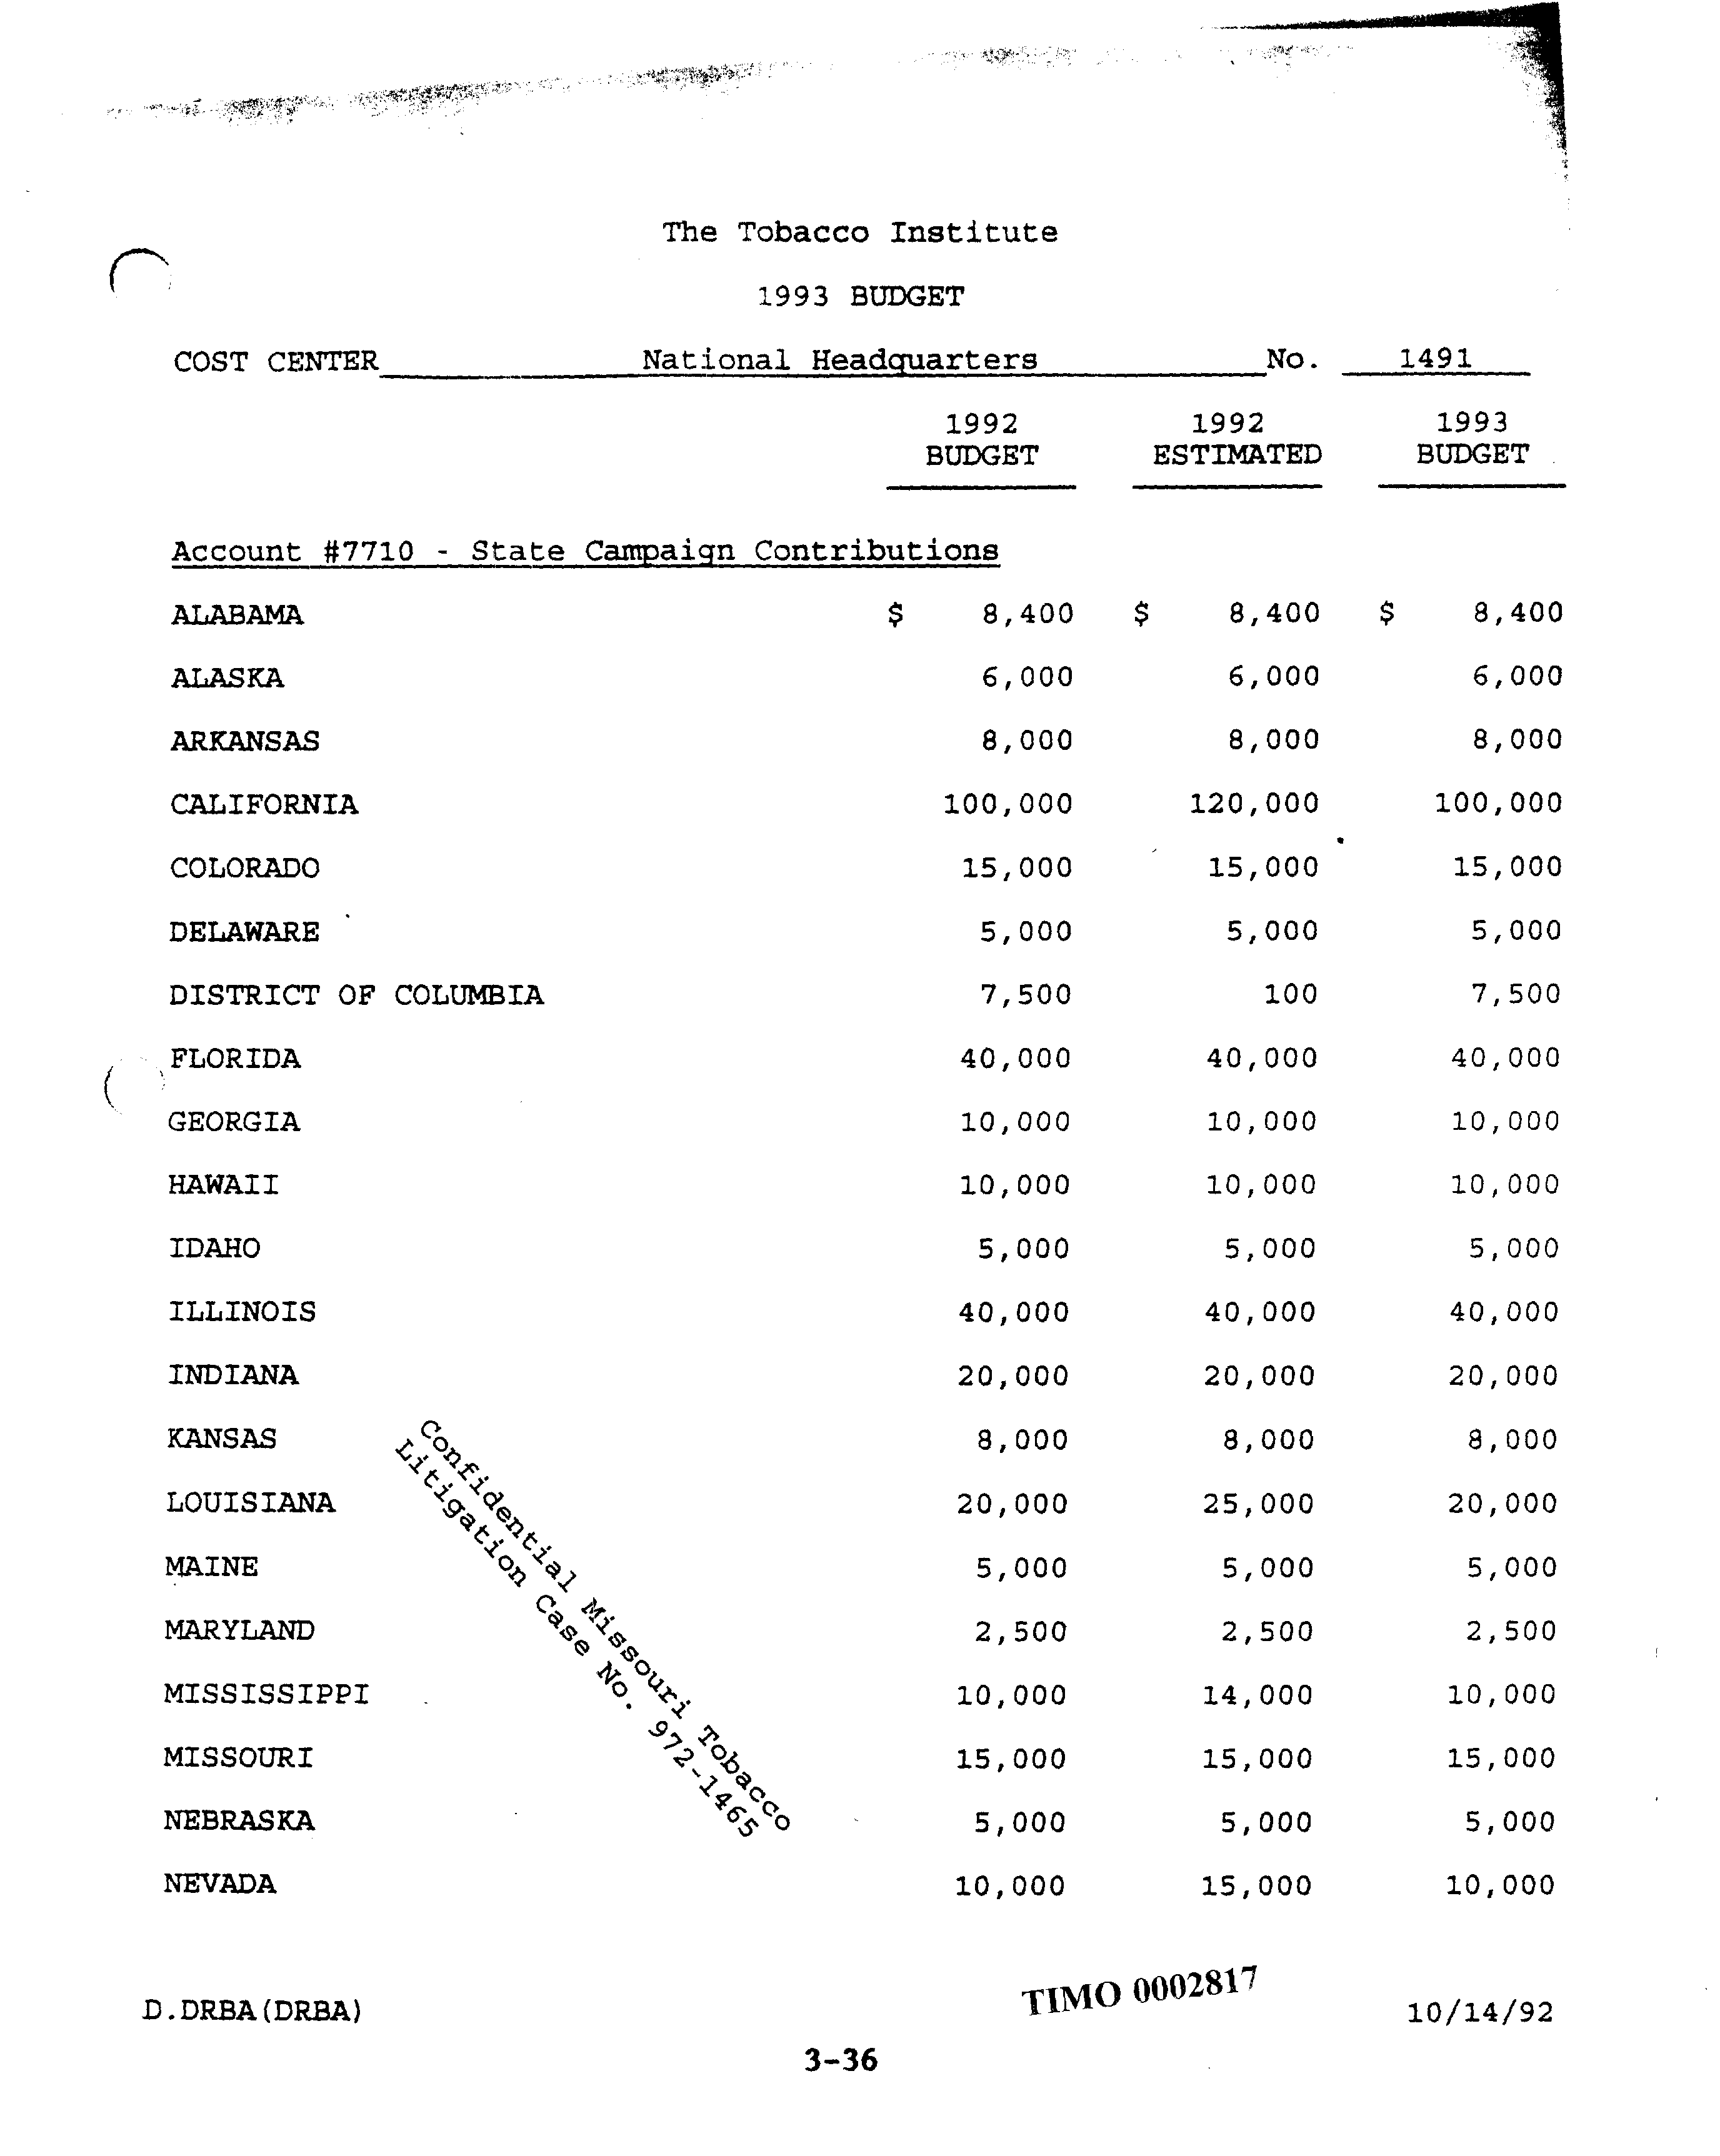 The Tobacco Institute
1993 BUDGET
COST CENTER National Headquarters No. 1491
1992 1992 1993
BUDGET ESTIMATED BUDGET
Account #7710 - State Campaign Contributions
ALABAMA $ 8,400 $ 8,400 $ 8,400
ALASKA 6,000 6,000 6,000
ARKANSAS 8,000 8,000 8,000
CALIFORNIA 100,000 120,000 100,000
COLORADO 15,000 15,000 15,000
DELAWARE 5,000 5,000 5,000
DISTRICT OF COLUMBIA 7,500 100 7,500
FLORIDA 40,000 40,000 40,000
GEORGIA 10,000 10,000 10,000
HAWAII 10,000 10,000 10,000
IDAHO 5,000 5,000 5,000
ILLINOIS 40,000 40,000 40,000
INDIANA 20,000 20,000 20,000
KANSAS 8,000 8,000 8,000
LOUISIANA 20,000 25,000 20,000
MAINE 5,000 5,000 5,000
MARYLAND 2,500 2,500 2,500
MISSISSIPPI 10,000 14,000 10,000
MISSOURI 15,000 15,000 15,000
NEBRASKA 5,000 5,000 5,000
NEVADA 10,000 15,000 10,000
Confidential Missouri Tobacco
Litigation Case No. 972-1465
TIMO 0002817
D.DRBA(DRBA) 10/14/92
3-36